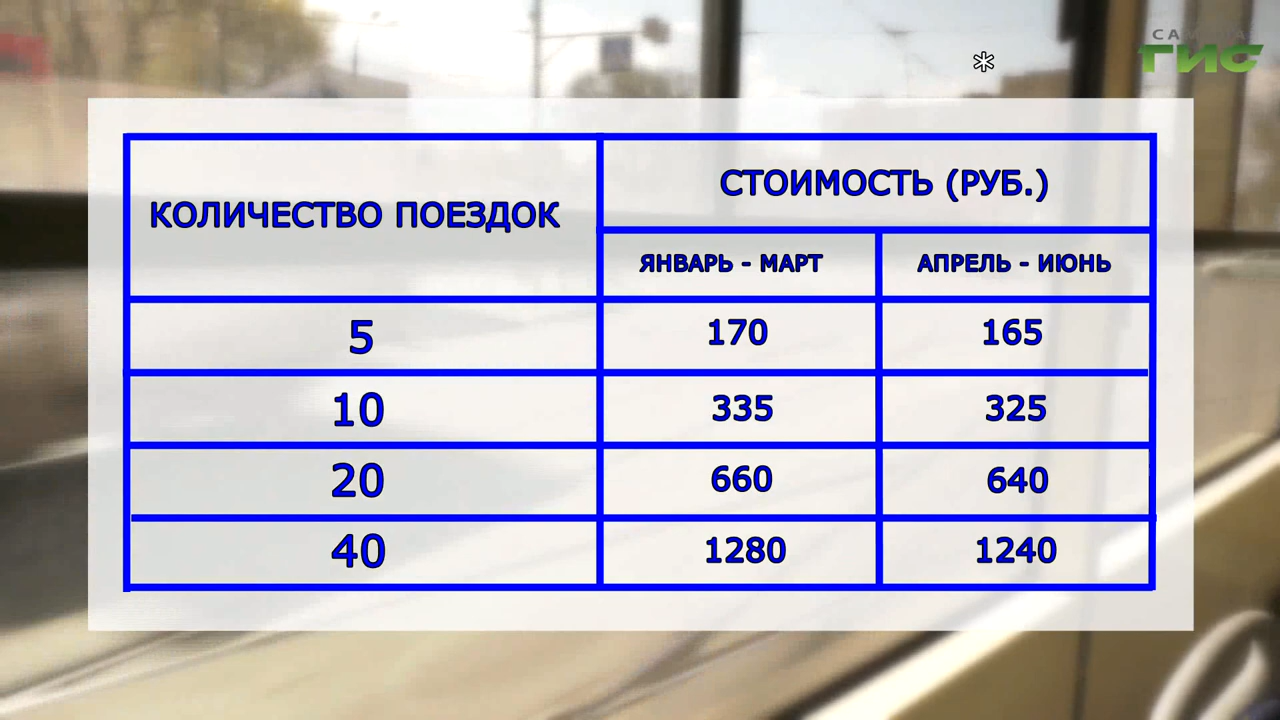 САМАРА
ГИС
КОЛИЧЕСТВО ПОЕЗДОК
СТОИМОСТЬ (РУБ.)
ЯНВАРЬ - МАРТ АПРЕЛЬ - ИЮНЬ
5 170 165
10 335 325
20 660 640
40 1280 1240